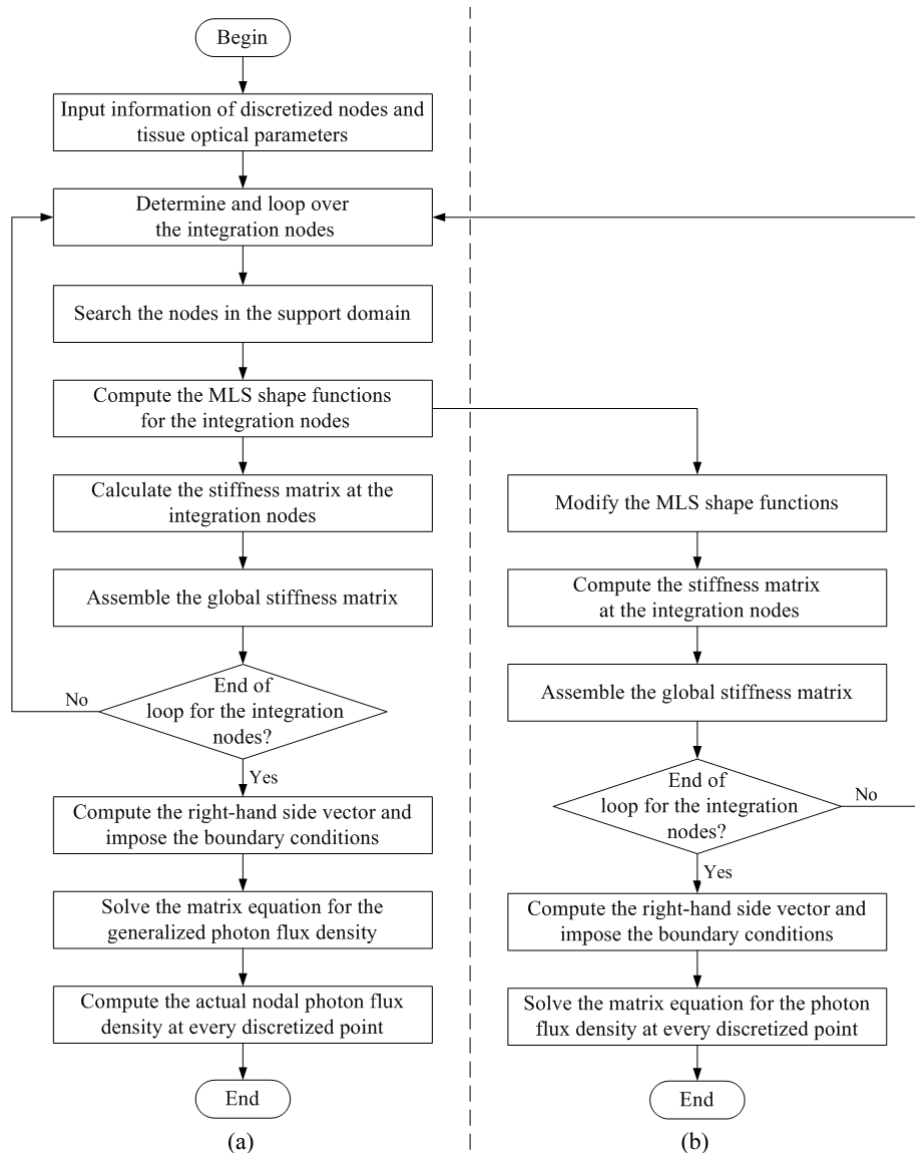 Begin
Input information of discretized nodes and
tissue optical parameters
Determine and loop over
the integration nodes
Search the nodes in the support domain
Compute the MLS shape functions
for the integration nodes
Calculate the stiffness matrix at the
integration nodes
Assemble the global stiffness matrix
No
End of
loop for the integration
nodes?
Yes
Compute the right-hand side vector and
impose the boundary conditions
Solve the matrix equation for the
generalized photon flux density
Compute the actual nodal photon flux
density at every discretized point
End
(a)
Modify the MLS shape functions
Compute the stiffness matrix
at the integration nodes
Assemble the global stiffness matrix
End of
loop for the integration
nodes?
No
Yes
Compute the right-hand side vector and
impose the boundary conditions
Solve the matrix equation for the photon
flux density at every discretized point
End
(b)